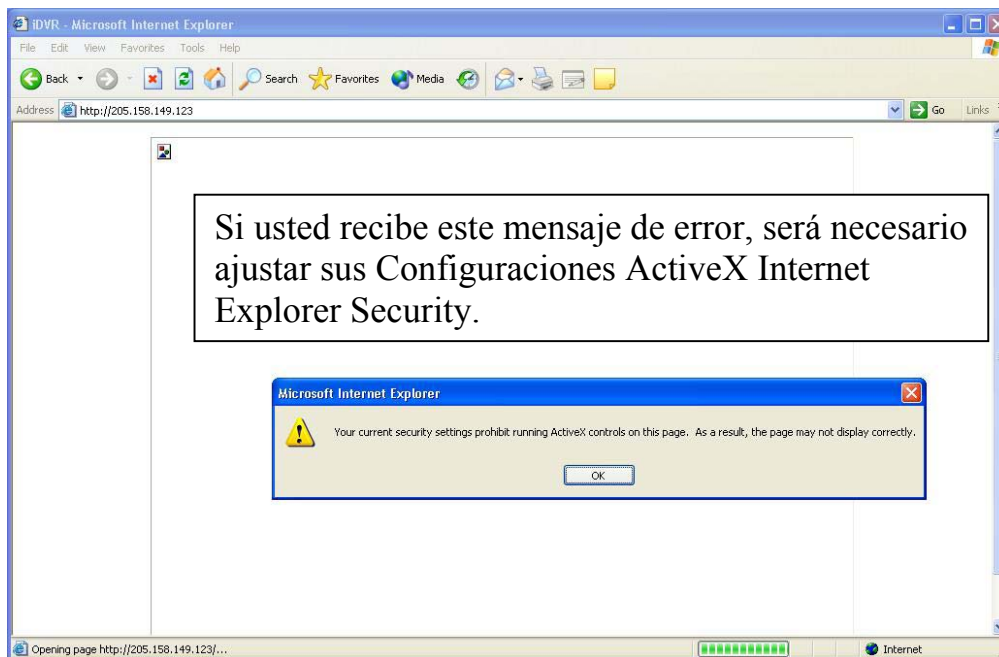 iDVR - Microsoft Internet Explorer
File Edit View Favorites Tools Help
Back Search Favorites Media
Address http://205.158.149.123 Go Links
Si usted recibe este mensaje de error, será necesario
ajustar sus Configuraciones ActiveX Internet
Explorer Security.
Microsoft Internet Explorer
Your current security settings prohibit running ActiveX controls on this page. As a result, the page may not display correctly.
OK
Opening page http://205.158.149.123/... Internet